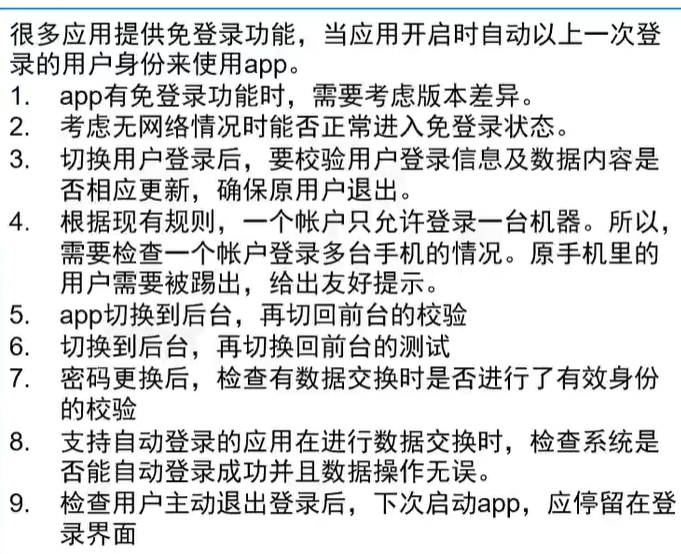 很多应用提供免登录功能，当应用开启时自动以上一次登
录的用户身份来使用app。
1. app有免登录功能时，需要考虑版本差异。
2. 考虑无网络情况时能否正常进入免登录状态。
3. 切换用户登录后，要校验用户登录信息及数据内容是
否相应更新，确保原用户退出。
4. 根据现有规则，一个帐户只允许登录一台机器。所以，
需要检查一个帐户登录多台手机的情况。原手机里的
用户需要被踢出，给出友好提示。
5. app切换到后台，再切回前台的校验
6. 切换到后台，再切换回前台的测试
7. 密码更换后，检查有数据交换时是否进行了有效身份
的校验
8. 支持自动登录的应用在进行数据交换时，检查系统是
否能自动登录成功并且数据操作无误。
9. 检查用户主动退出登录后，下次启动app，应停留在登
录界面